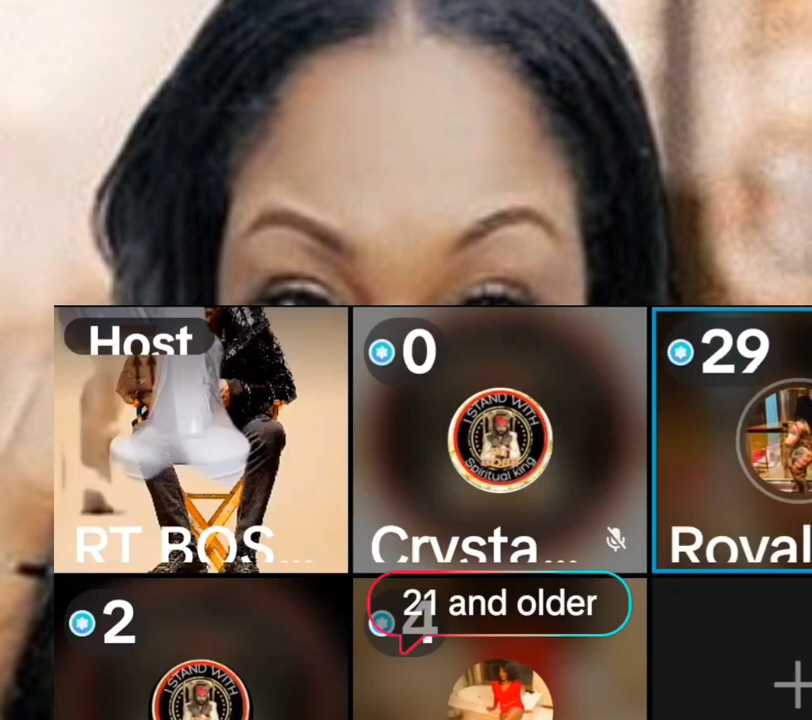 Host
0
29
I STAND WITH
Spiritual king
RT BOS...
Crysta...
Royal
21 and older
2
4
I STAND WITH